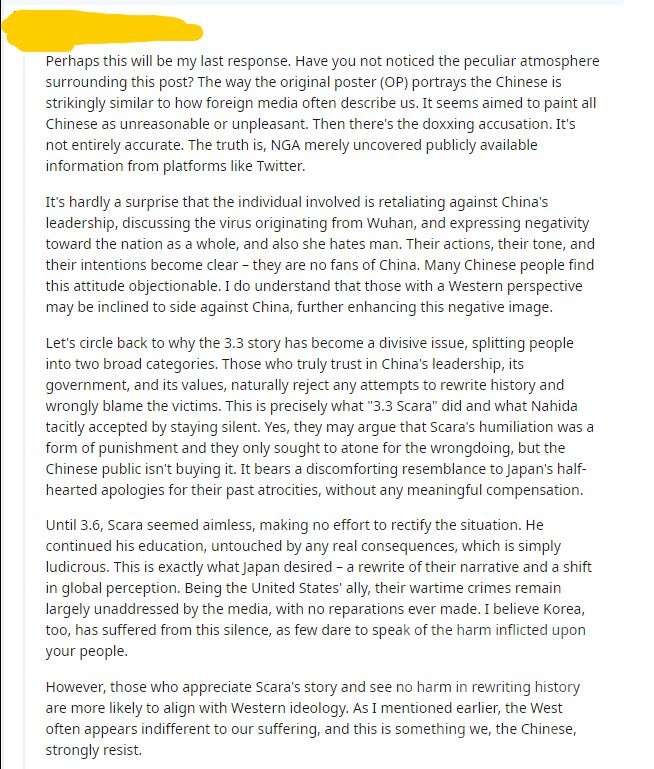 Perhaps this will be my last response. Have you not noticed the peculiar atmosphere
surrounding this post? The way the original poster (OP) portrays the Chinese is
strikingly similar to how foreign media often describe us. It seems aimed to paint all
Chinese as unreasonable or unpleasant. Then there's the doxxing accusation. It's
not entirely accurate. The truth is, NGA merely uncovered publicly available
information from platforms like Twitter.
It's hardly a surprise that the individual involved is retaliating against China's
leadership, discussing the virus originating from Wuhan, and expressing negativity
toward the nation as a whole, and also she hates man. Their actions, their tone, and
their intentions become clear – they are no fans of China. Many Chinese people find
this attitude objectionable. I do understand that those with a Western perspective
may be inclined to side against China, further enhancing this negative image.
Let's circle back to why the 3.3 story has become a divisive issue, splitting people
into two broad categories. Those who truly trust in China's leadership, its
government, and its values, naturally reject any attempts to rewrite history and
wrongly blame the victims. This is precisely what "3.3 Scara" did and what Nahida
tacitly accepted by staying silent. Yes, they may argue that Scara's humiliation was a
form of punishment and they only sought to atone for the wrongdoing, but the
Chinese public isn't buying it. It bears a discomforting resemblance to Japan's half-
hearted apologies for their past atrocities, without any meaningful compensation.
Until 3.6, Scara seemed aimless, making no effort to rectify the situation. He
continued his education, untouched by any real consequences, which is simply
ludicrous. This is exactly what Japan desired – a rewrite of their narrative and a shift
in global perception. Being the United States' ally, their wartime crimes remain
largely unaddressed by the media, with no reparations ever made. I believe Korea,
too, has suffered from this silence, as few dare to speak of the harm inflicted upon
your people.
However, those who appreciate Scara's story and see no harm in rewriting history
are more likely to align with Western ideology. As I mentioned earlier, the West
often appears indifferent to our suffering, and this is something we, the Chinese,
strongly resist.